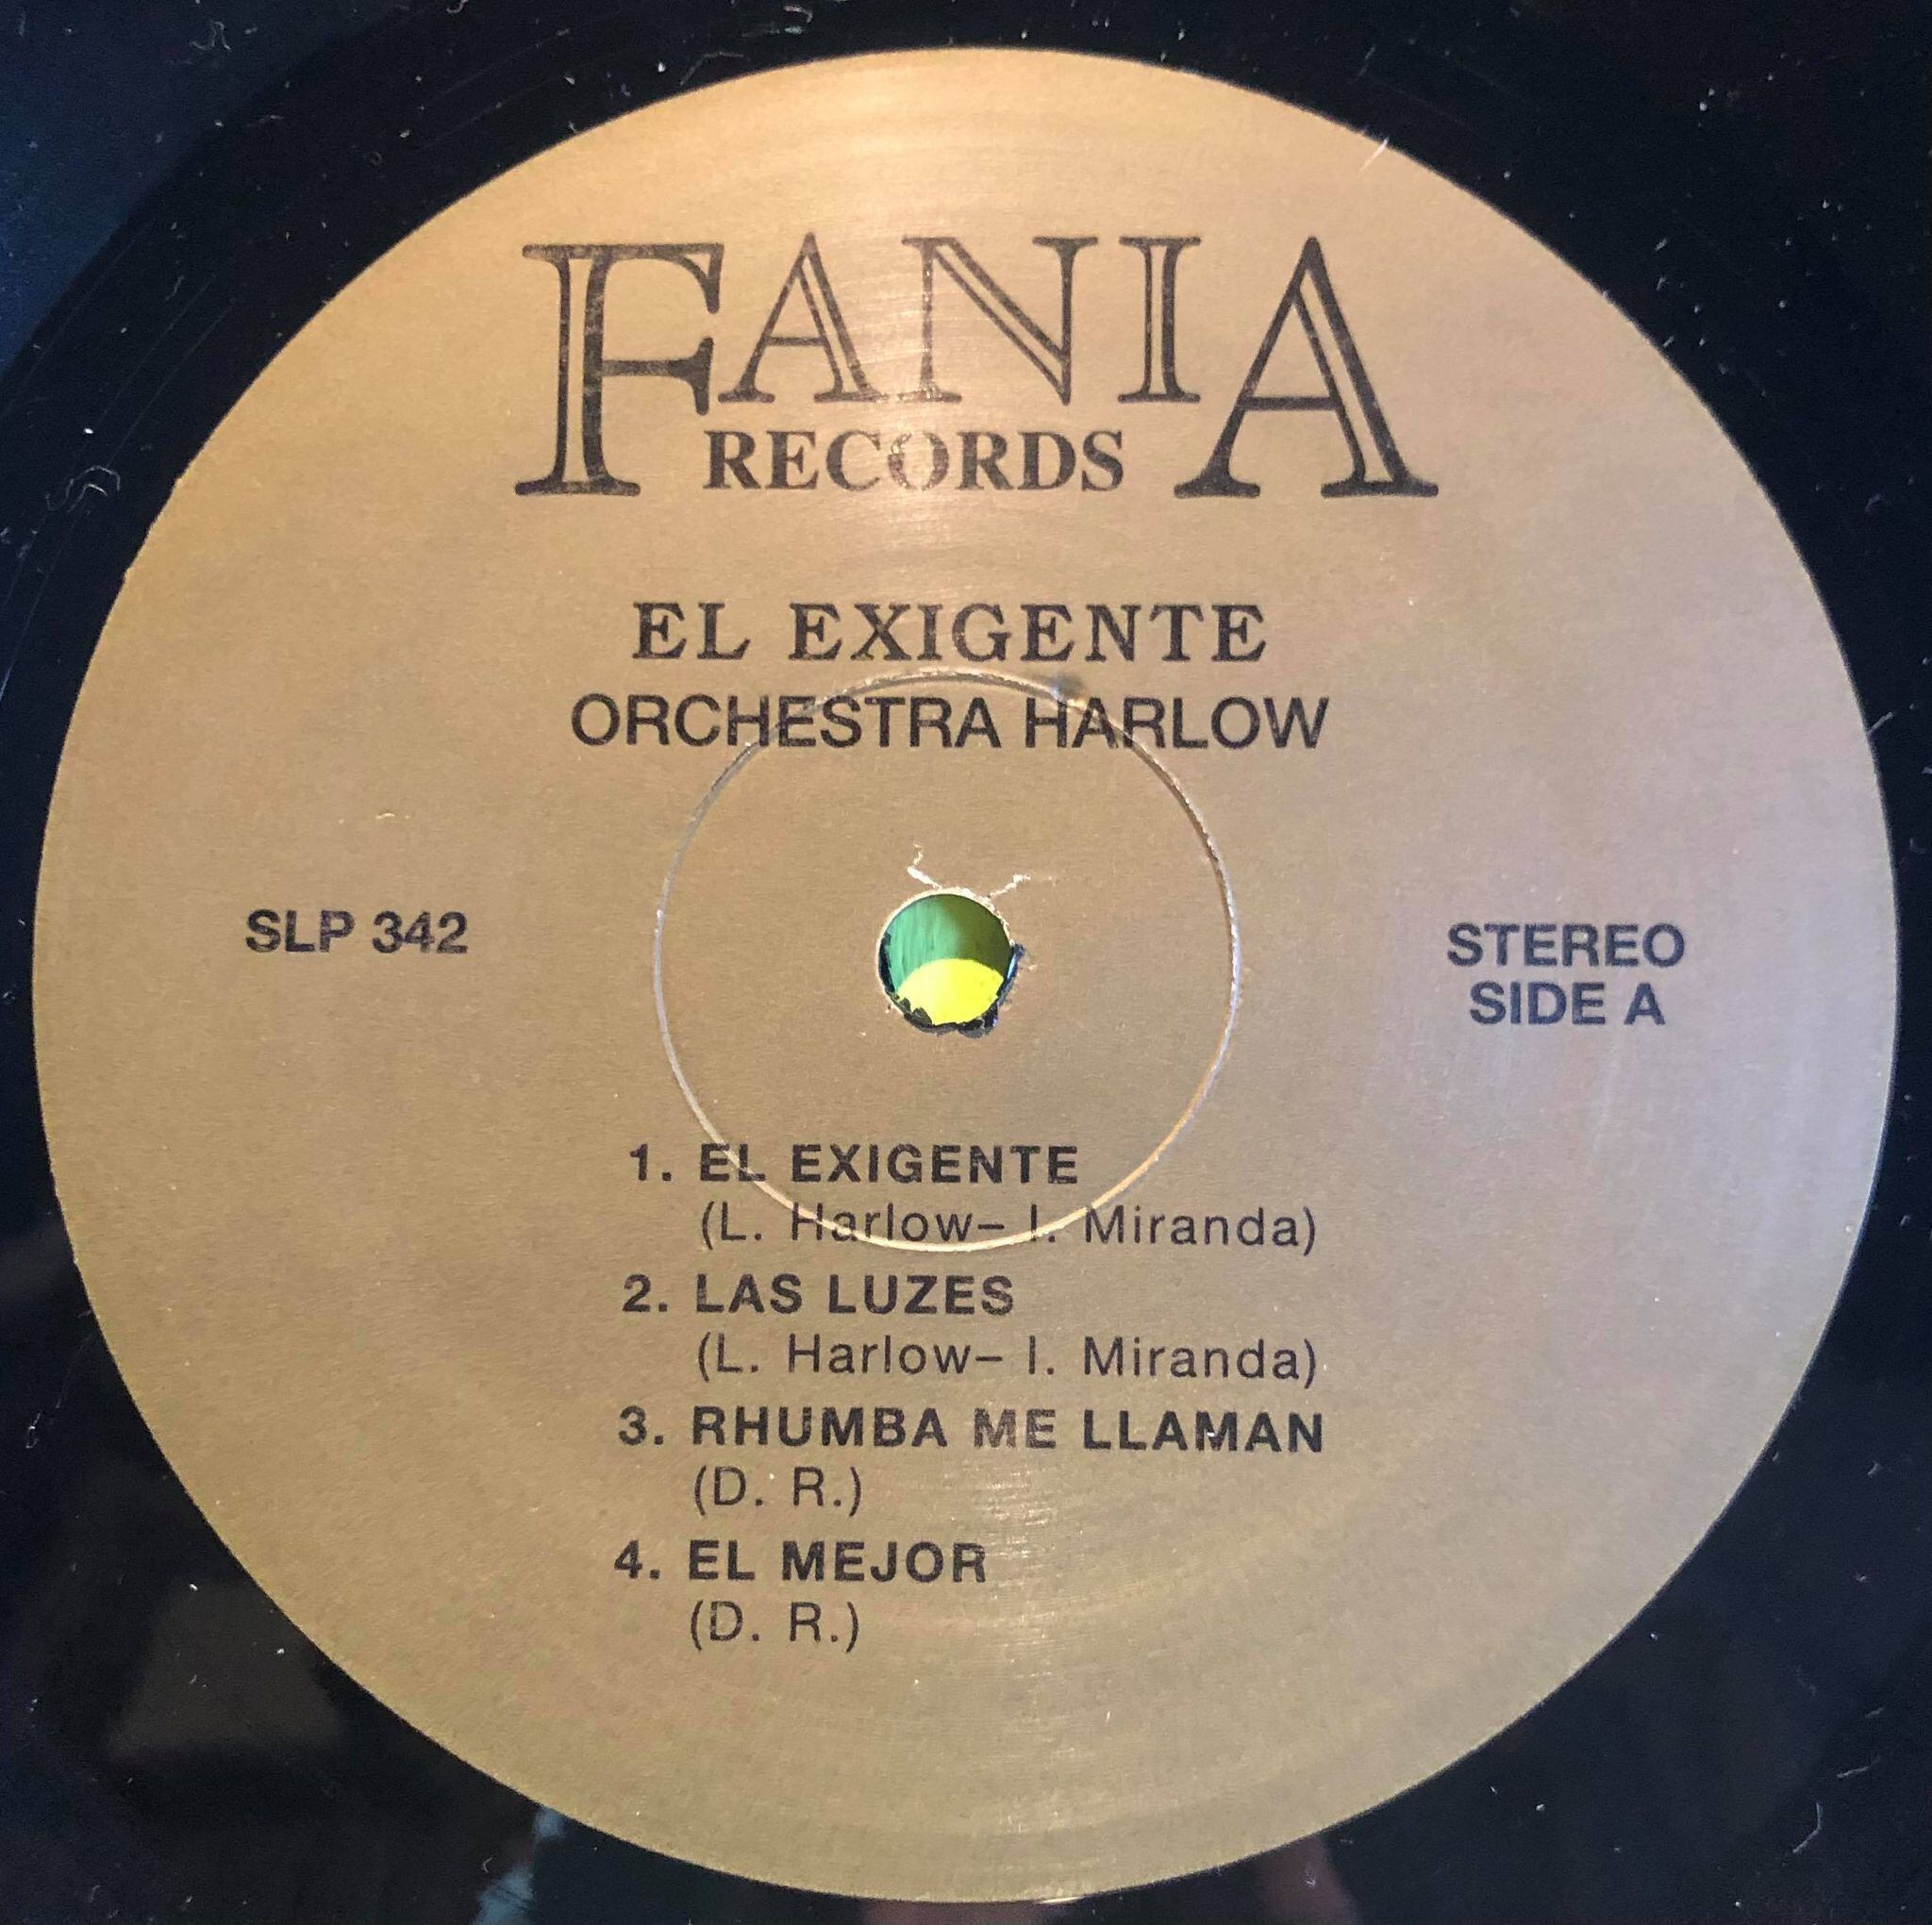 FANIA
RECORDS
EL EXIGENTE
ORCHESTRA HARLOW
SLP 342
STEREO
SIDE A
1. EL EXIGENTE
(L. Harlow– I. Miranda)
2. LAS LUZES
(L. Harlow– I. Miranda)
3. RHUMBA ME LLAMAN
(D. R.)
4. EL MEJOR
(D. R.)